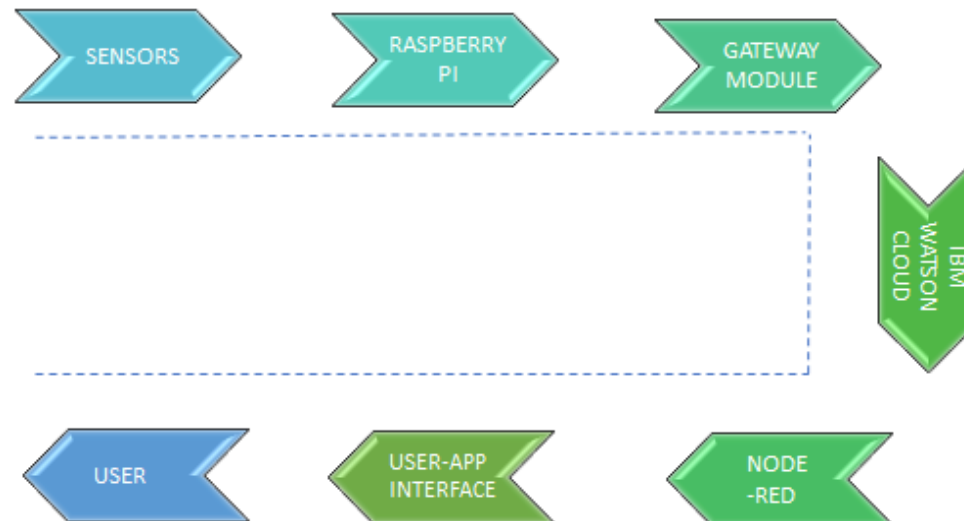 SENSORS
RASPBERRY
PI
GATEWAY
MODULE
IBM
WATSON
CLOUD
NODE
-RED
USER-APP
INTERFACE
USER